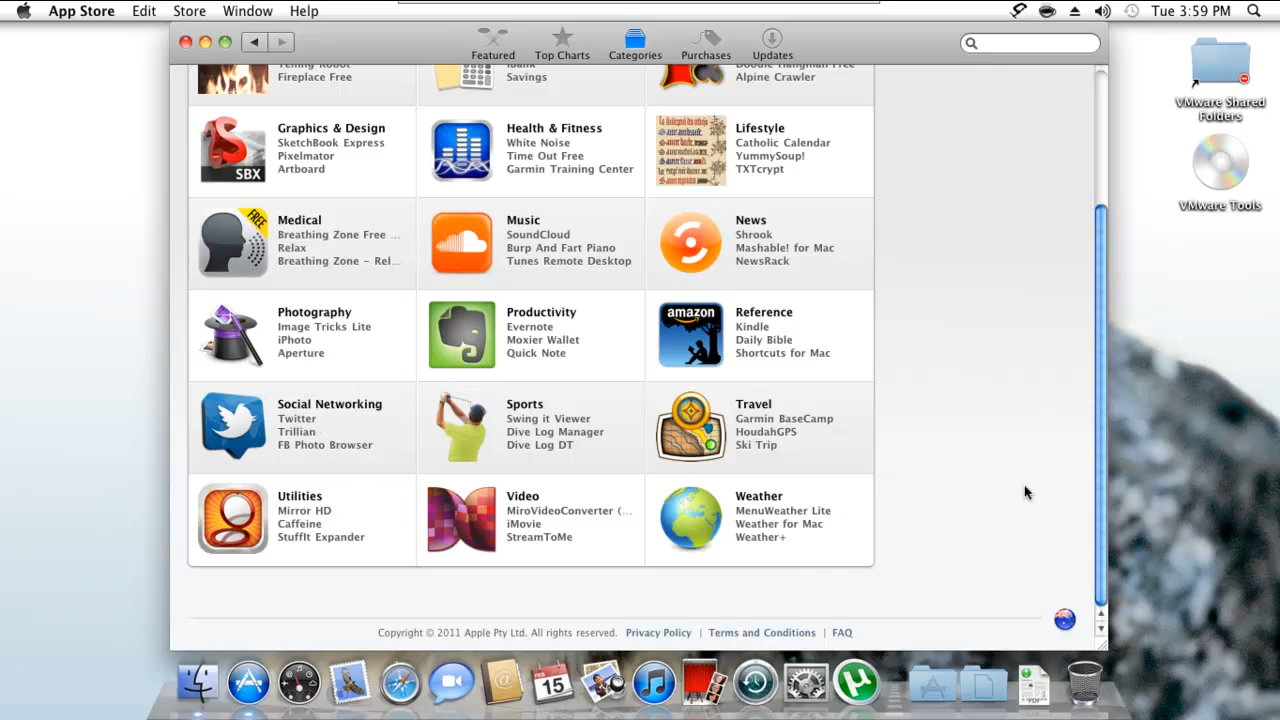 App Store Edit Store Window Help
Tue 3:59 PM
Featured Top Charts Categories Purchases Updates
Fireplace Free
Savings
Alpine Crawler
Graphics & Design
SketchBook Express
Pixelmator
Artboard
SBX
Health & Fitness
White Noise
Time Out Free
Garmin Training Center
Lifestyle
Catholic Calendar
YummySoup!
TXTcrypt
FREE
Medical
Breathing Zone Free ...
Relax
Breathing Zone - Rel...
Music
SoundCloud
Burp And Fart Piano
Tunes Remote Desktop
News
Shrook
Mashable! for Mac
NewsRack
Photography
Image Tricks Lite
iPhoto
Aperture
Productivity
Evernote
Moxier Wallet
Quick Note
amazon
Reference
Kindle
Daily Bible
Shortcuts for Mac
Social Networking
Twitter
Trillian
FB Photo Browser
Sports
Swing it Viewer
Dive Log Manager
Dive Log DT
Travel
Garmin BaseCamp
HoudahGPS
Ski Trip
Utilities
Mirror HD
Caffeine
StuffIt Expander
Video
MiroVideoConverter (...
iMovie
StreamToMe
Weather
MenuWeather Lite
Weather for Mac
Weather+
Copyright © 2011 Apple Pty Ltd. All rights reserved. Privacy Policy | Terms and Conditions | FAQ
VMware Shared
Folders
VMware Tools
FEB
15
PDF